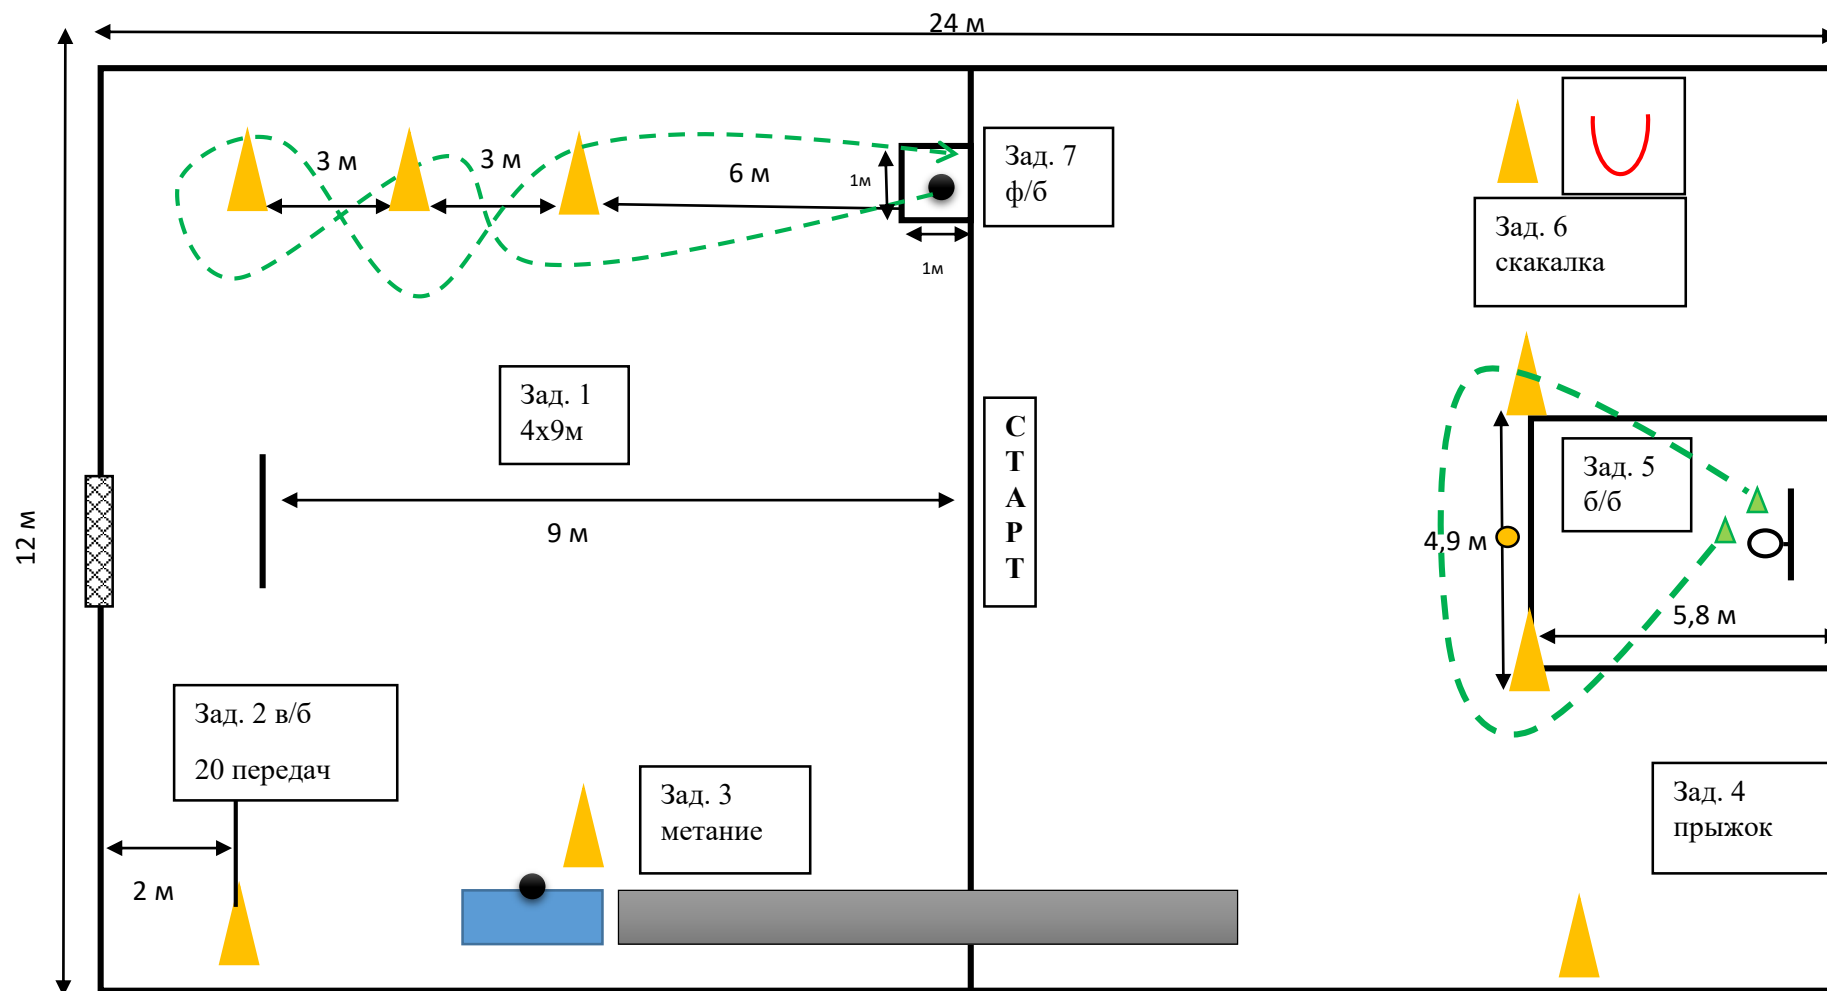 24 м
3 м
3 м
6 м
1м
1м
Зад. 7
ф/б
Зад. 6
скакалка
Зад. 1
4х9м
9 м
С
Т
А
Р
Т
12 м
Зад. 5
б/б
4,9 м
5,8 м
Зад. 2 в/б
20 передач
2 м
Зад. 3
метание
Зад. 4
прыжок